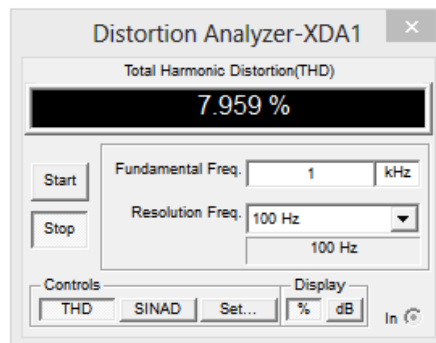 Distortion Analyzer-XDA1
×
Total Harmonic Distortion(THD)
7.959 %
Start
Stop
Fundamental Freq.
1
kHz
Resolution Freq.
100 Hz
100 Hz
Controls
THD
SINAD
Set...
Display
%
dB
In